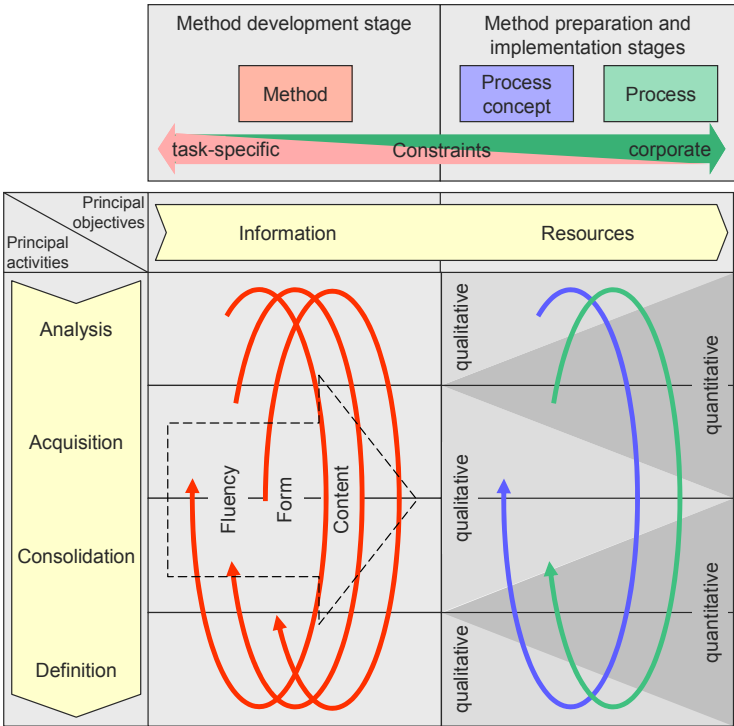 Method development stage
Method preparation and
implementation stages
Method
Process
concept
Process
task-specific
Constraints
corporate
Principal
objectives
Principal
activities
Information
Resources
Analysis
Acquisition
Consolidation
Definition
Fluency
Form
Content
qualitative
qualitative
qualitative
quantitative
quantitative